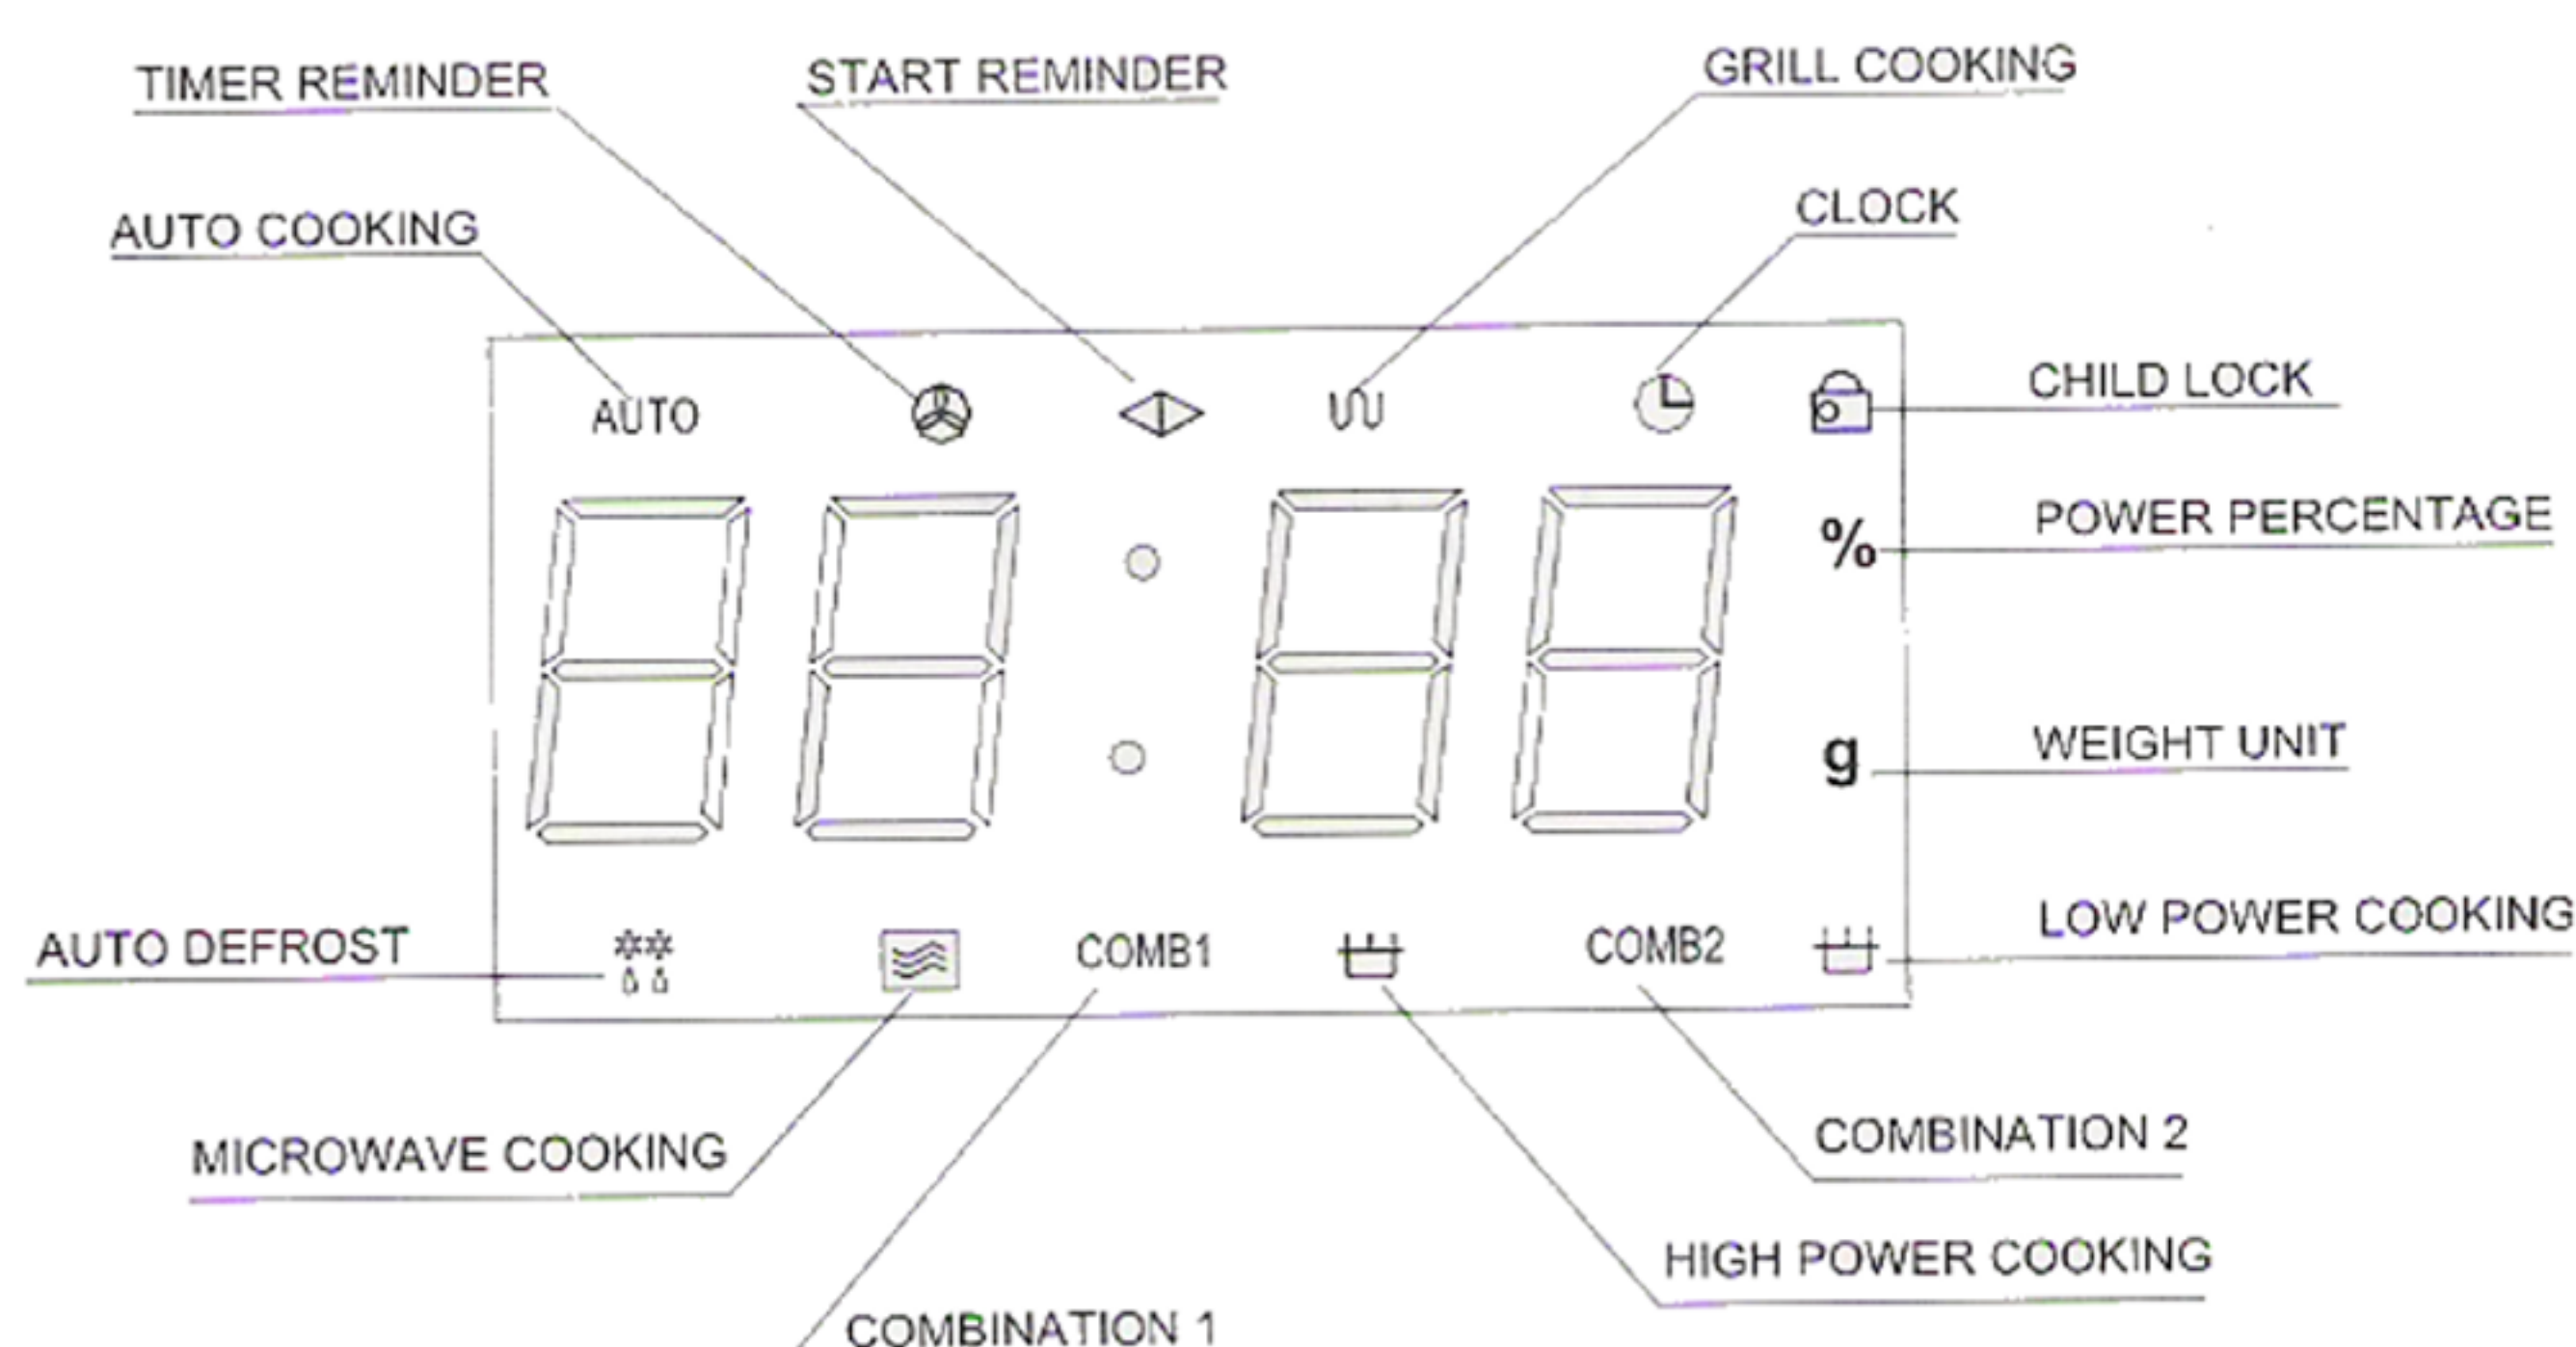 TIMER REMINDER
START REMINDER
GRILL COOKING
AUTO COOKING
CLOCK
AUTO
CHILD LOCK
%
POWER PERCENTAGE
g
WEIGHT UNIT
AUTO DEFROST
COMB1
COMB2
LOW POWER COOKING
MICROWAVE COOKING
COMBINATION 2
HIGH POWER COOKING
COMBINATION 1